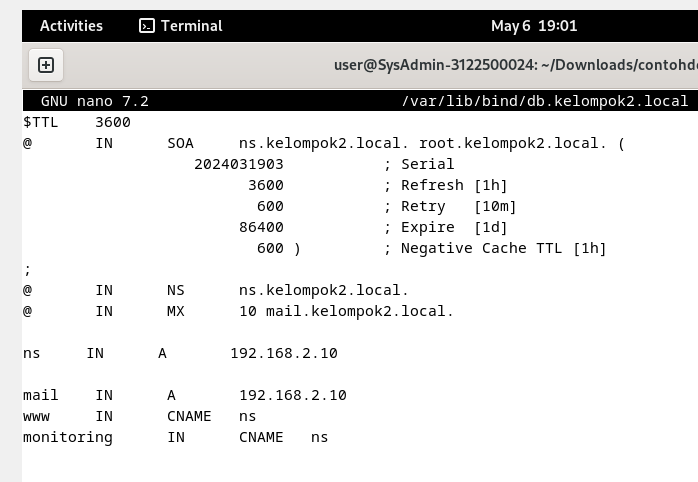 Activities Terminal May 6 19:01
user@SysAdmin-3122500024: ~/Downloads/contohd
GNU nano 7.2 /var/lib/bind/db.kelompok2.local
$TTL 3600
@ IN SOA ns.kelompok2.local. root.kelompok2.local. (
2024031903 ; Serial
3600 ; Refresh [1h]
600 ; Retry [10m]
86400 ; Expire [1d]
600 ) ; Negative Cache TTL [1h]
;
@ IN NS ns.kelompok2.local.
@ IN MX 10 mail.kelompok2.local.
ns IN A 192.168.2.10
mail IN A 192.168.2.10
www IN CNAME ns
monitoring IN CNAME ns